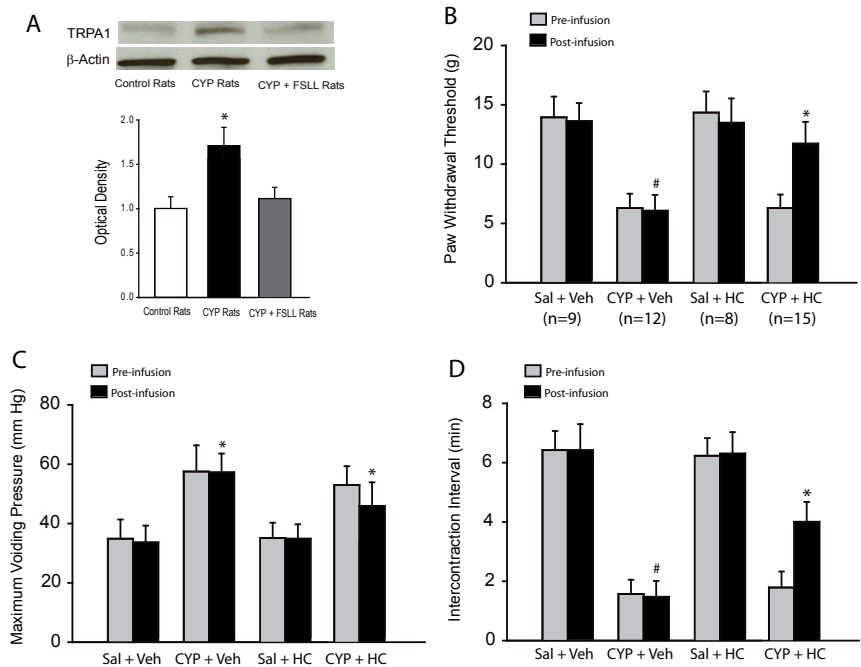 A
TRPA1
β-Actin
Control Rats CYP Rats CYP + FSLL Rats
2.0
1.5
1.0
0.5
0.0
Optical Density
*
Control Rats CYP Rats CYP + FSLL Rats
B
Pre-infusion
Post-infusion
20
15
10
5
0
Paw Withdrawal Threshold (g)
#
*
Sal + Veh CYP + Veh Sal + HC CYP + HC
(n=9) (n=12) (n=8) (n=15)
C
Pre-infusion
Post-infusion
80
60
40
20
0
Maximum Voiding Pressure (mm Hg)
*
*
Sal + Veh CYP + Veh Sal + HC CYP + HC
D
Pre-infusion
Post-infusion
8
6
4
2
0
Intercontraction Interval (min)
#
*
Sal + Veh CYP + Veh Sal + HC CYP + HC